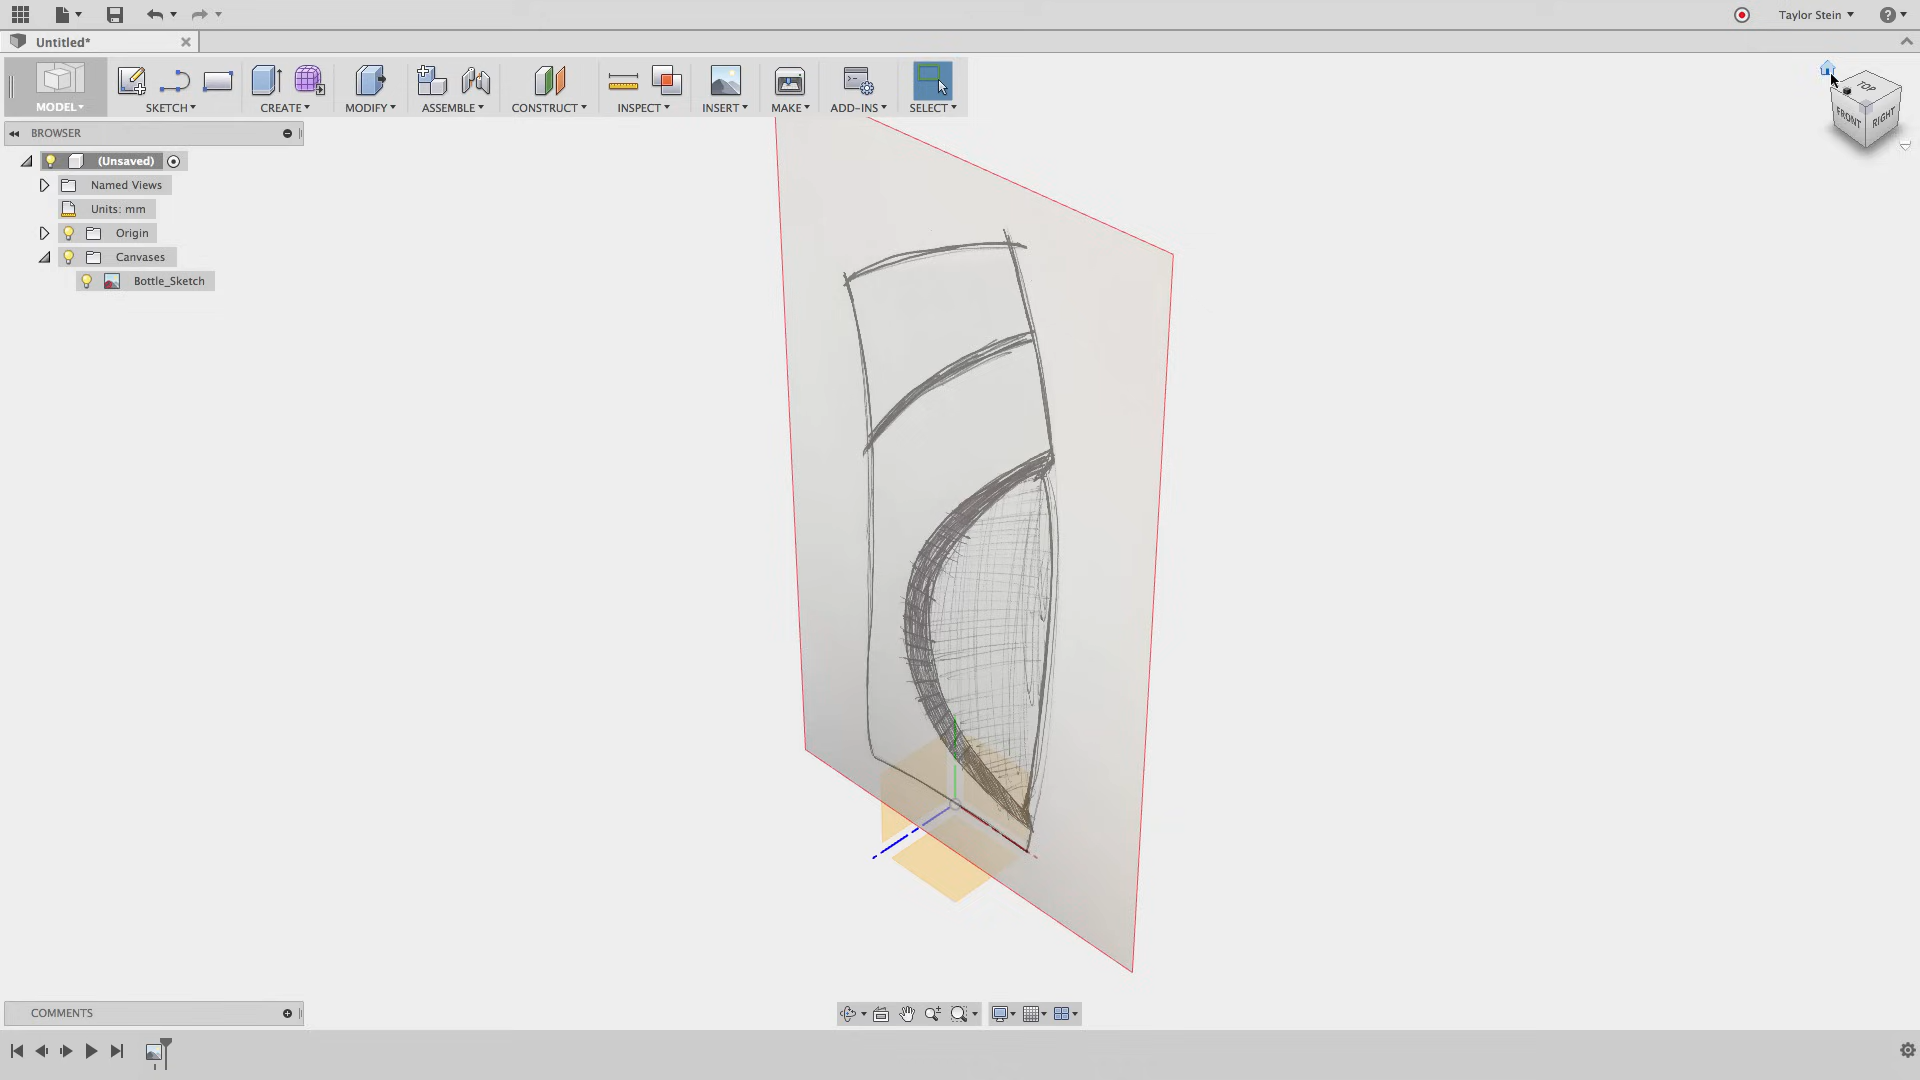 Taylor Stein
Untitled*
MODEL
SKETCH
CREATE
MODIFY
ASSEMBLE
CONSTRUCT
INSPECT
INSERT
MAKE
ADD-INS
SELECT
TOP
FRONT
RIGHT
BROWSER
(Unsaved)
Named Views
Units: mm
Origin
Canvases
Bottle_Sketch
COMMENTS